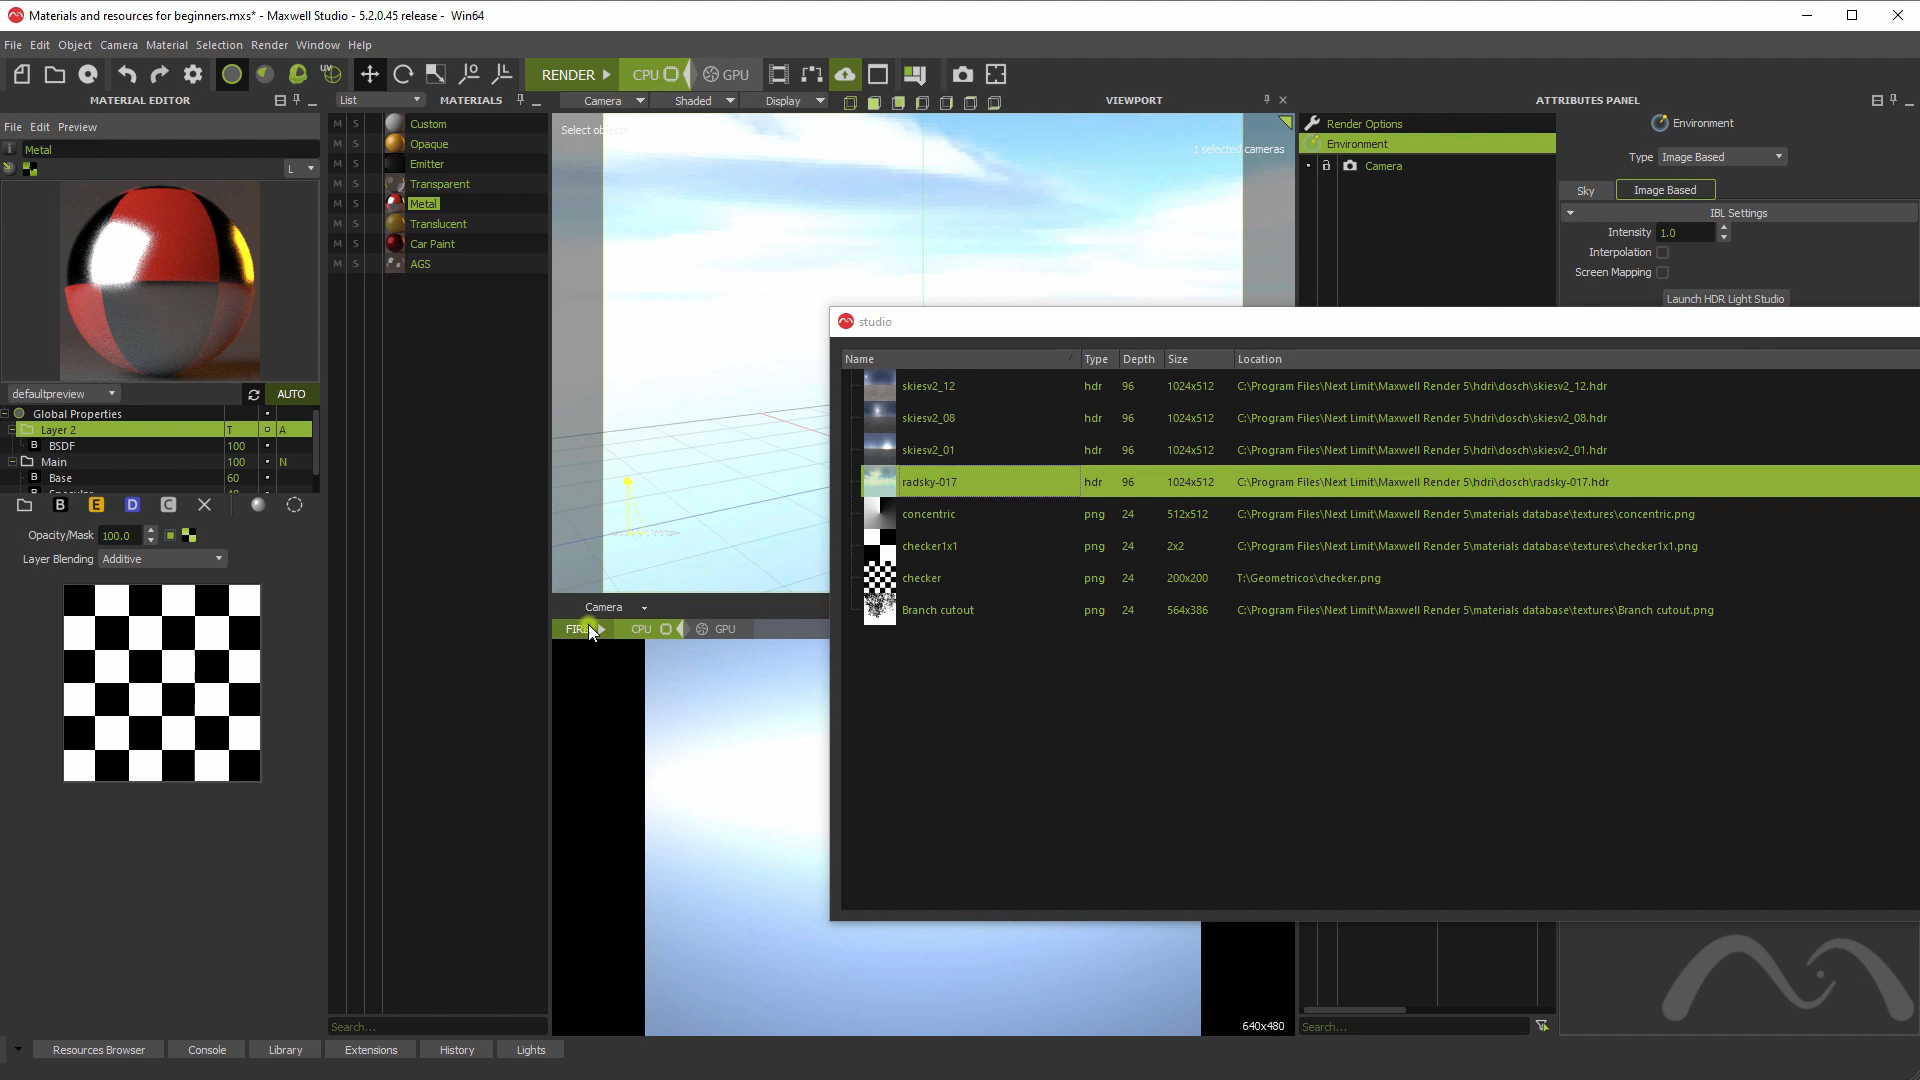 Materials and resources for beginners.mxs* - Maxwell Studio - 5.2.0.45 release - Win64
File Edit Object Camera Material Selection Render Window Help
UV RENDER CPU GPU
MATERIAL EDITOR
File Edit Preview
Metal
L
defaultpreview AUTO
Global Properties
Layer 2 T A
BSDF 100
Main 100 N
Base 60
B E D C
Opacity/Mask 100.0
Layer Blending Additive
List MATERIALS
M S Custom
M S Opaque
M S Emitter
M S Transparent
M S Metal
M S Translucent
M S Car Paint
M S AGS
Search...
Camera Shaded Display VIEWPORT
Select objects
1 selected cameras
Camera
FIRE CPU GPU
640x480
ATTRIBUTES PANEL
Render Options
Environment
Camera
Search...
Environment
Type Image Based
Sky Image Based
IBL Settings
Intensity 1.0
Interpolation
Screen Mapping
Launch HDR Light Studio
studio
Name Type Depth Size Location
skiesv2_12 hdr 96 1024x512 C:\Program Files\Next Limit\Maxwell Render 5\hdri\dosch\skiesv2_12.hdr
skiesv2_08 hdr 96 1024x512 C:\Program Files\Next Limit\Maxwell Render 5\hdri\dosch\skiesv2_08.hdr
skiesv2_01 hdr 96 1024x512 C:\Program Files\Next Limit\Maxwell Render 5\hdri\dosch\skiesv2_01.hdr
radsky-017 hdr 96 1024x512 C:\Program Files\Next Limit\Maxwell Render 5\hdri\dosch\radsky-017.hdr
concentric png 24 512x512 C:\Program Files\Next Limit\Maxwell Render 5\materials database\textures\concentric.png
checker1x1 png 24 2x2 C:\Program Files\Next Limit\Maxwell Render 5\materials database\textures\checker1x1.png
checker png 24 200x200 T:\Geometricos\checker.png
Branch cutout png 24 564x386 C:\Program Files\Next Limit\Maxwell Render 5\materials database\textures\Branch cutout.png
Resources Browser Console Library Extensions History Lights